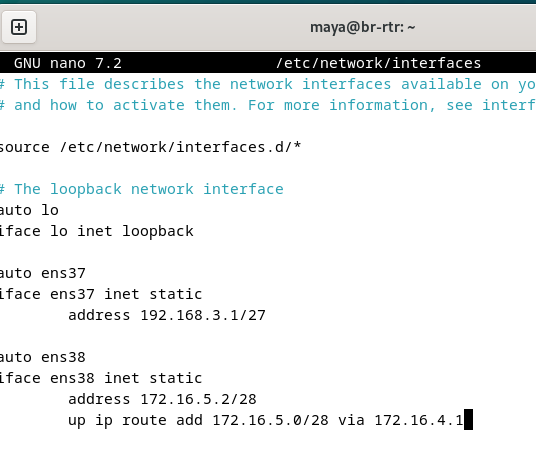 maya@br-rtr: ~
GNU nano 7.2 /etc/network/interfaces
# This file describes the network interfaces available on yo
# and how to activate them. For more information, see interf
source /etc/network/interfaces.d/*
# The loopback network interface
auto lo
iface lo inet loopback
auto ens37
iface ens37 inet static
address 192.168.3.1/27
auto ens38
iface ens38 inet static
address 172.16.5.2/28
up ip route add 172.16.5.0/28 via 172.16.4.1